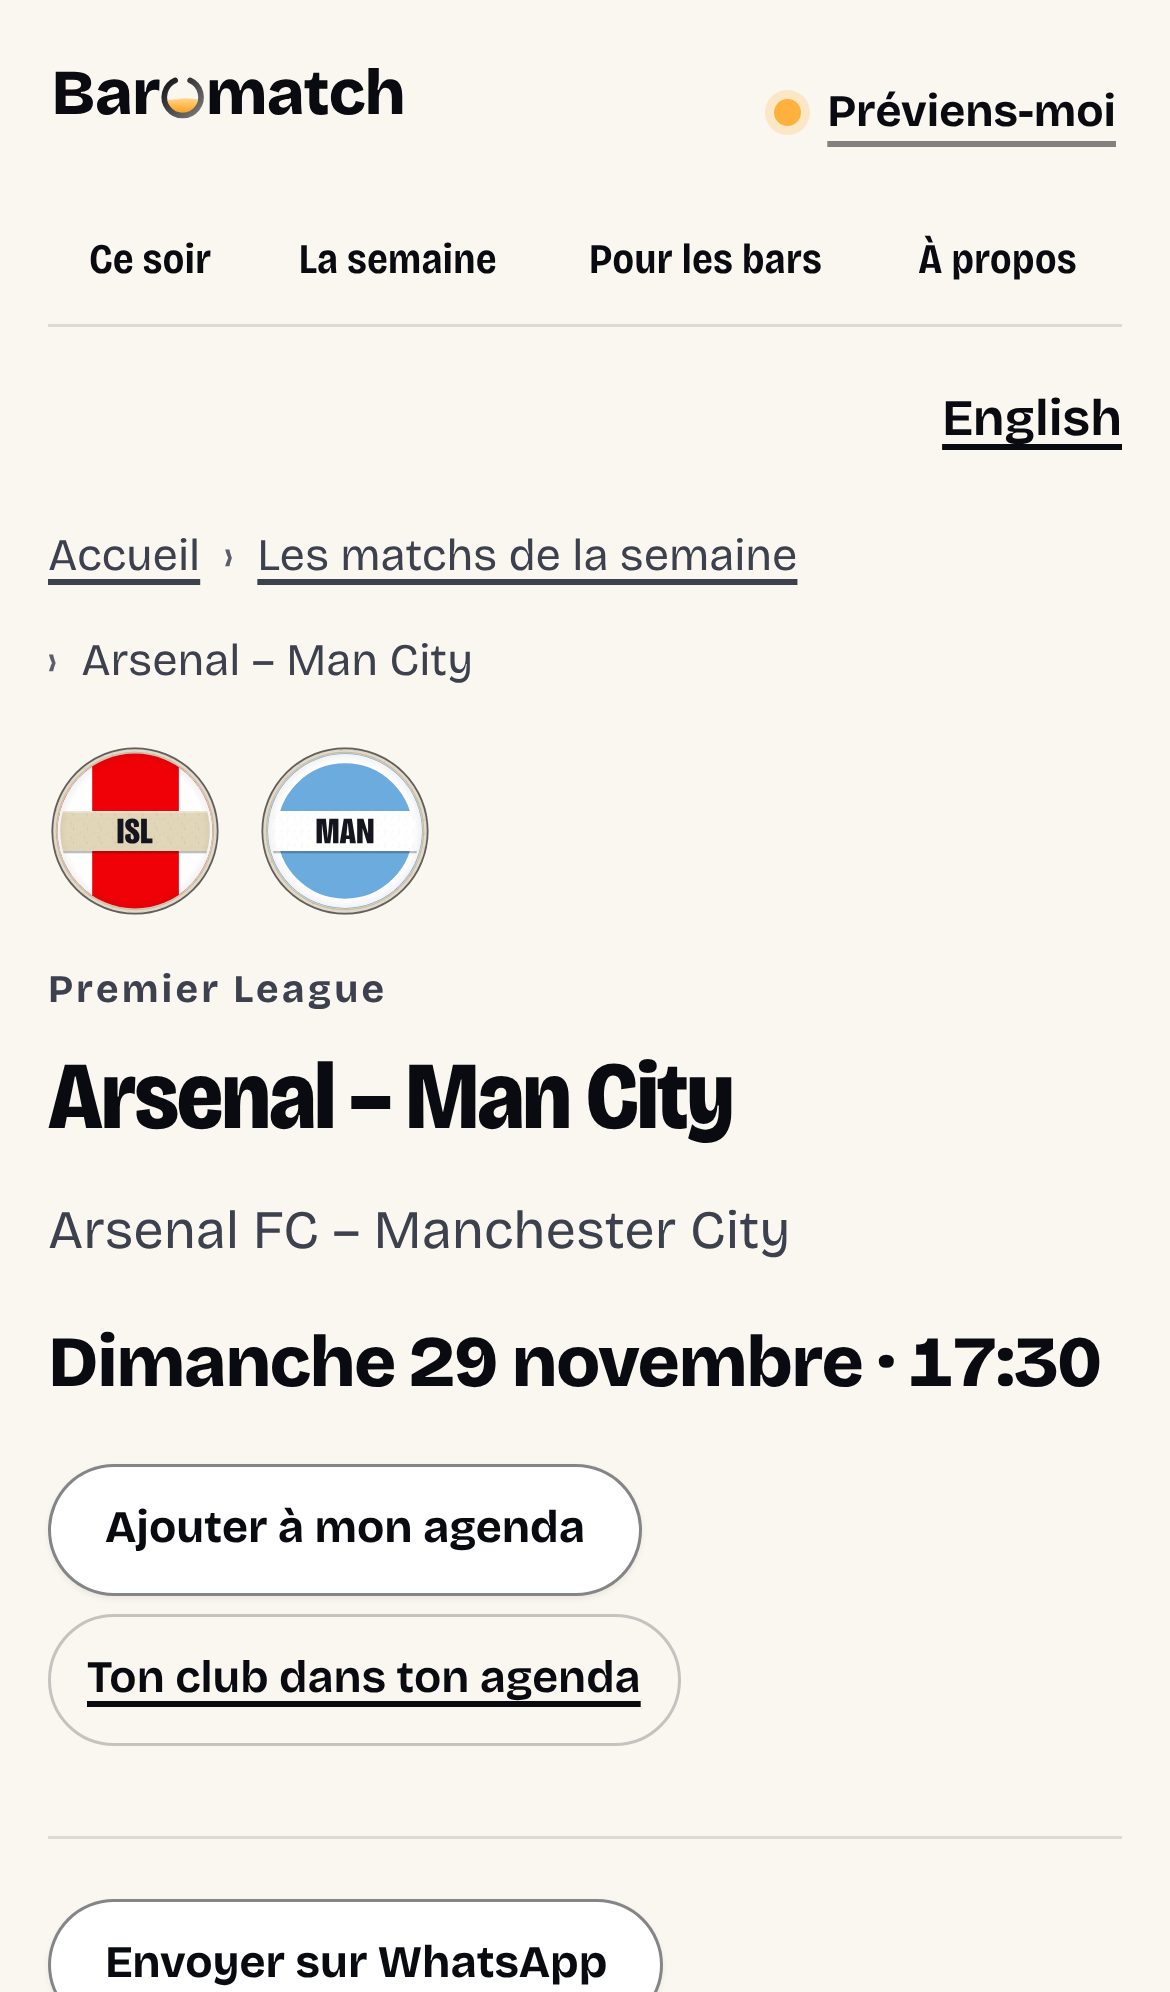 Baromatch
Préviens-moi
Ce soir La semaine Pour les bars À propos
English
Accueil › Les matchs de la semaine
› Arsenal – Man City
ISL MAN
Premier League
Arsenal – Man City
Arsenal FC – Manchester City
Dimanche 29 novembre · 17:30
Ajouter à mon agenda
Ton club dans ton agenda
Envoyer sur WhatsApp